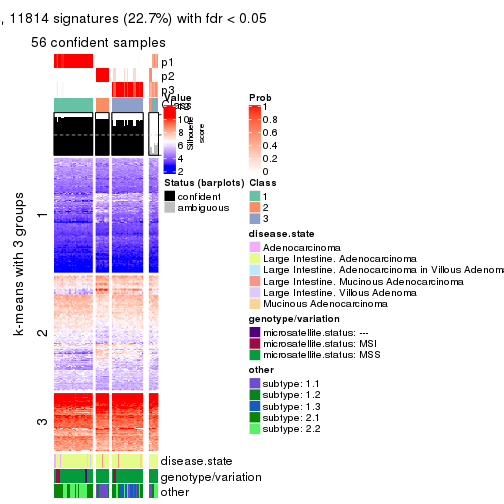 , 11814 signatures (22.7%) with fdr < 0.05
56 confident samples
p1
p2
p3
Value
10
8
6
4
2
Silhouette
score
Prob
1
0.8
0.6
0.4
0.2
0
Status (barplots)
confident
ambiguous
Class
1
2
3
disease.state
Adenocarcinoma
Large Intestine. Adenocarcinoma
Large Intestine. Adenocarcinoma in Villous Adenom
Large Intestine. Mucinous Adenocarcinoma
Large Intestine. Villous Adenoma
Mucinous Adenocarcinoma
genotype/variation
microsatellite.status: ---
microsatellite.status: MSI
microsatellite.status: MSS
other
subtype: 1.1
subtype: 1.2
subtype: 1.3
subtype: 2.1
subtype: 2.2
k-means with 3 groups
1
2
3
disease.state
genotype/variation
other